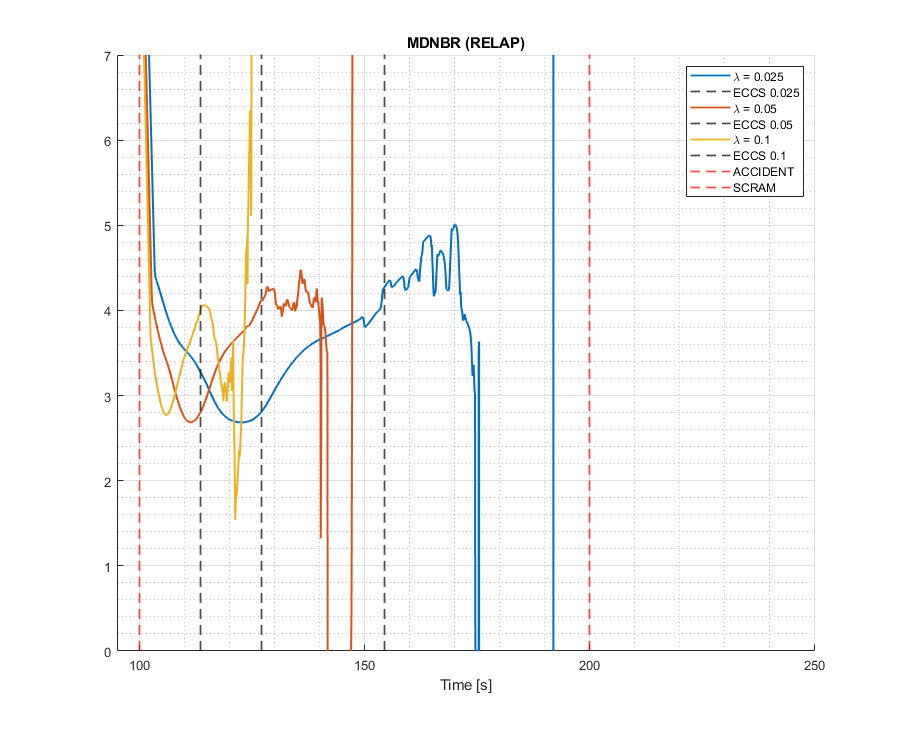 MDNBR (RELAP)
7
6
5
4
3
2
1
0
λ = 0.025
ECCS 0.025
λ = 0.05
ECCS 0.05
λ = 0.1
ECCS 0.1
ACCIDENT
SCRAM
100 150 200 250
Time [s]